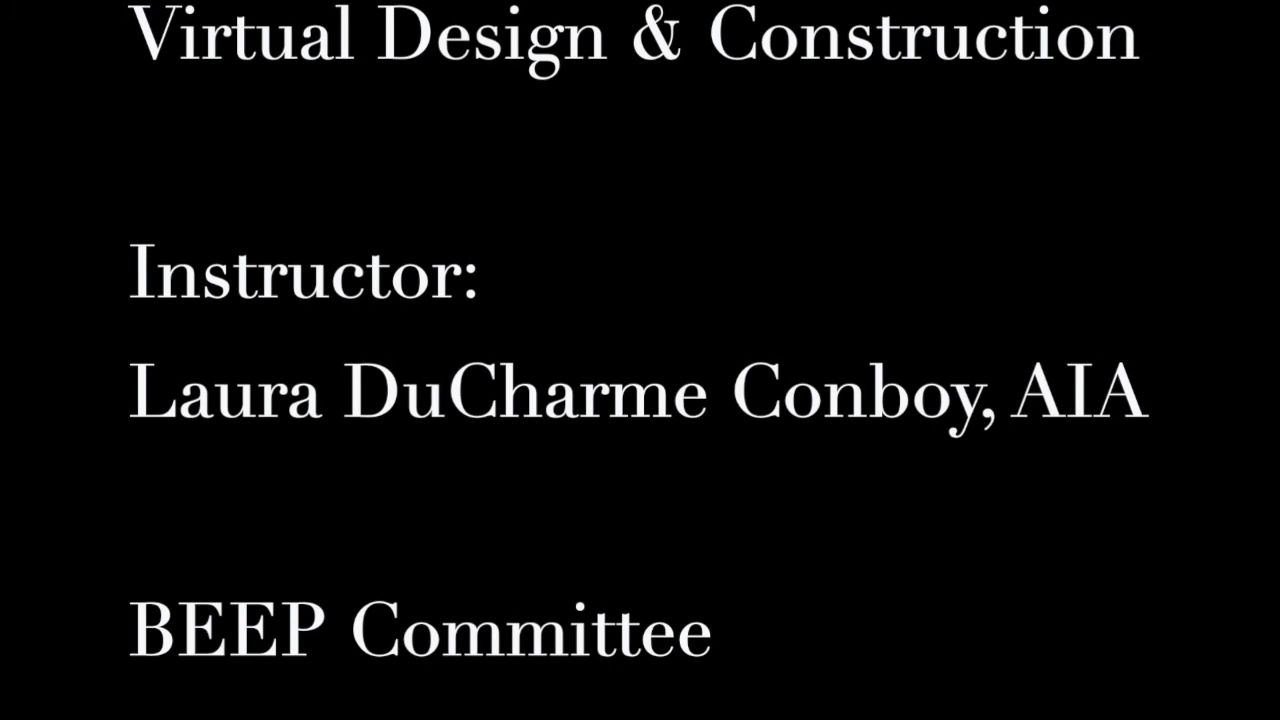 Virtual Design & Construction
Instructor:
Laura DuCharme Conboy, AIA
BEEP Committee